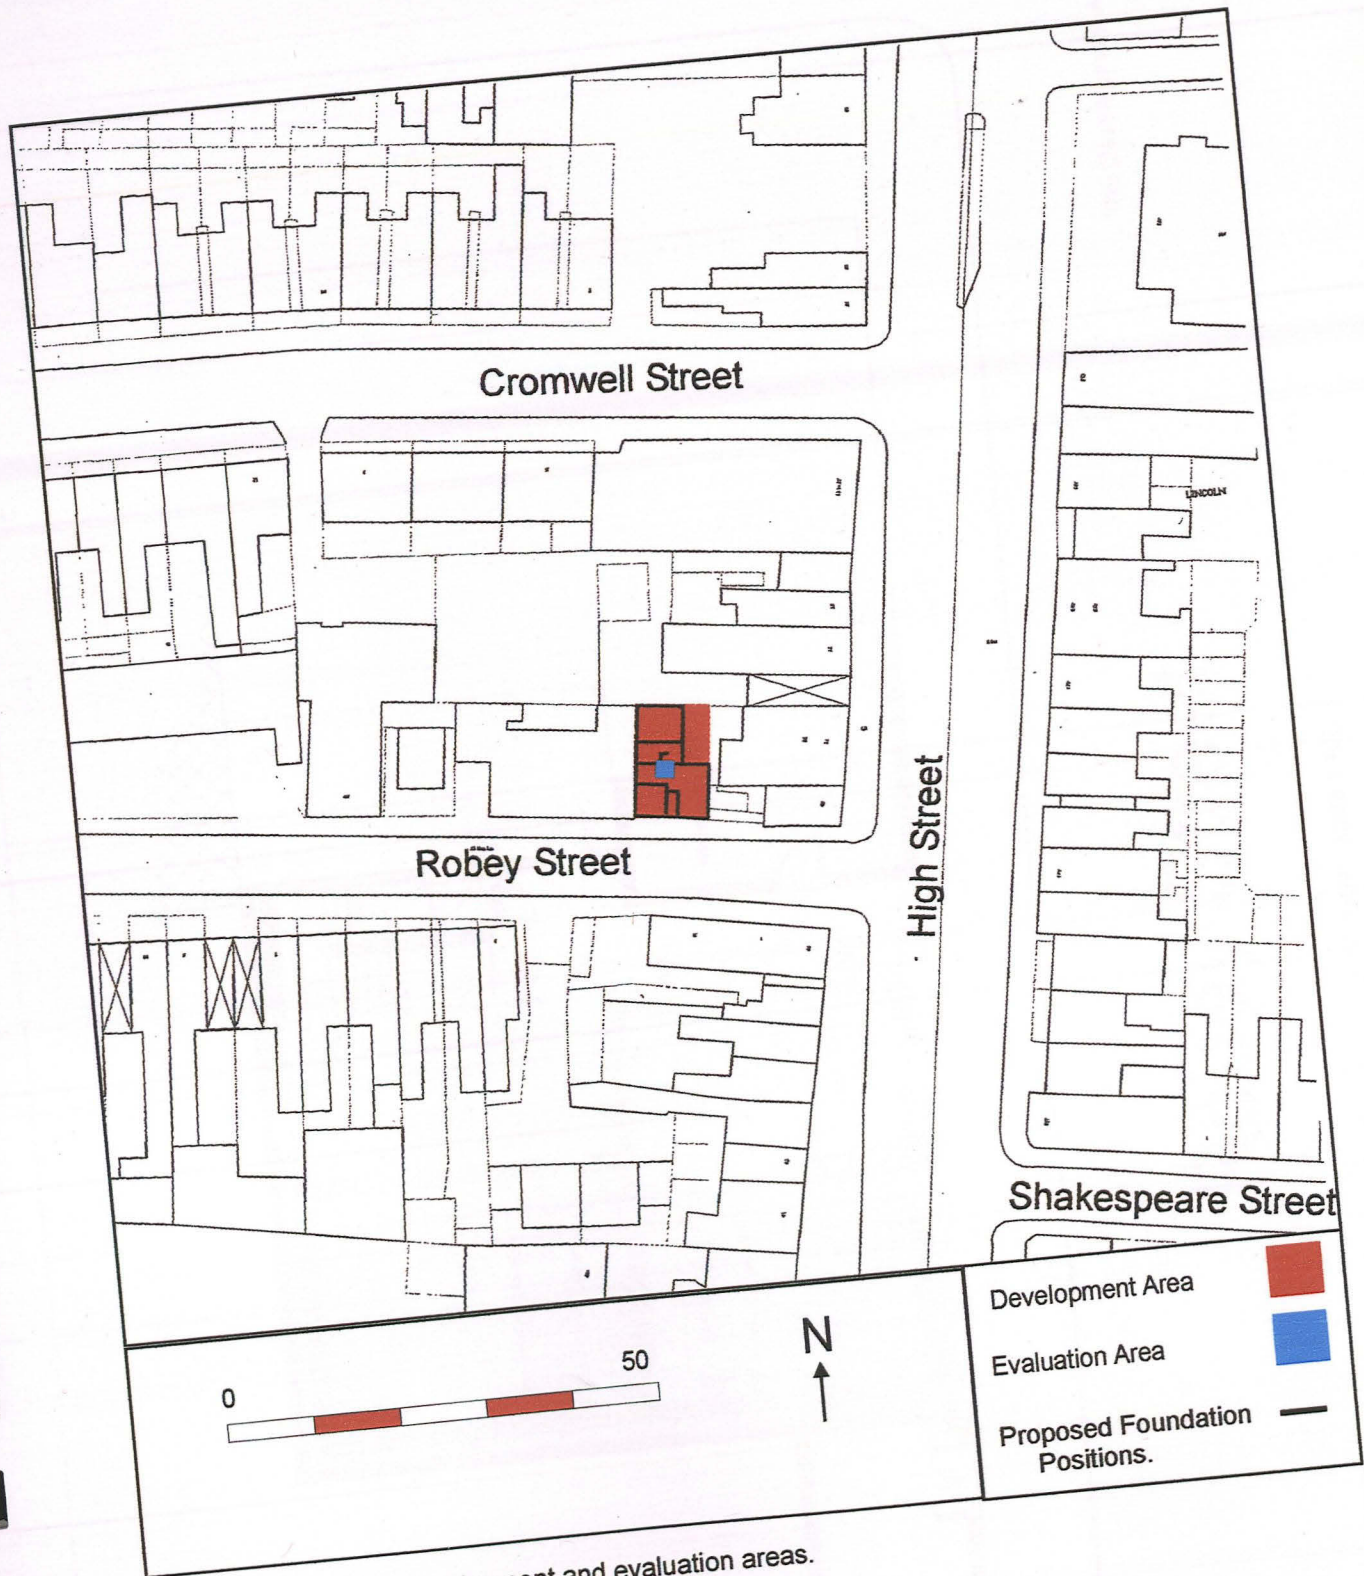 Cromwell Street
LINCOLN
High Street
Robey Street
Shakespeare Street
0
50
N
Development Area
Evaluation Area
Proposed Foundation
Positions.
and evaluation areas.